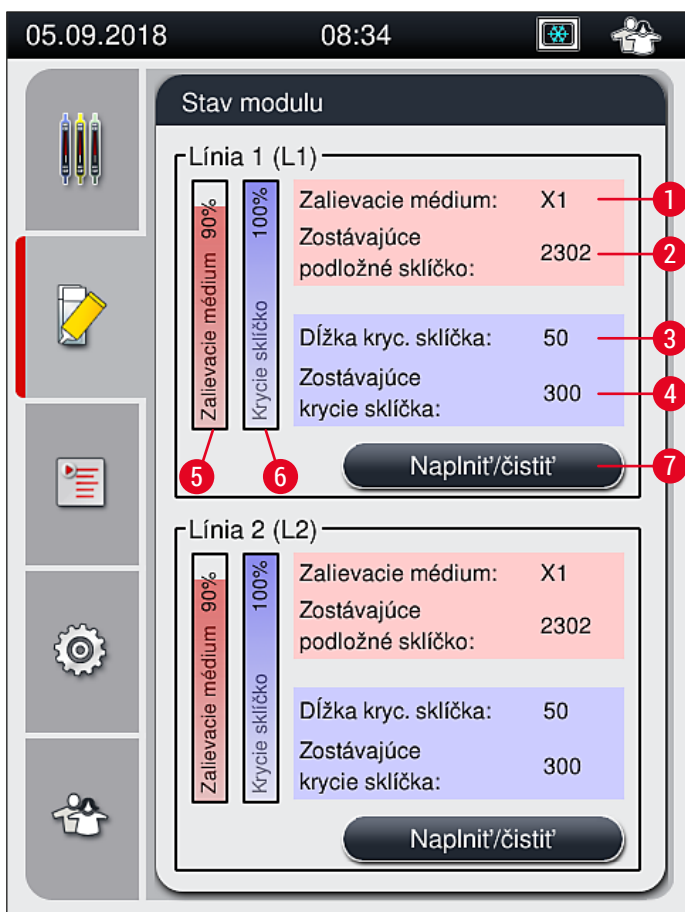 05.09.2018 08:34
Stav modulu
Línia 1 (L1)
Zalievacie médium 90%
Krycie sklíčko 100%
Zalievacie médium: X1
Zostávajúce
podložné sklíčko: 2302
Dĺžka kryc. sklíčka: 50
Zostávajúce
krycie sklíčka: 300
Naplniť/čistiť
1
2
3
4
5
6
7
Línia 2 (L2)
Zalievacie médium 90%
Krycie sklíčko 100%
Zalievacie médium: X1
Zostávajúce
podložné sklíčko: 2302
Dĺžka kryc. sklíčka: 50
Zostávajúce
krycie sklíčka: 300
Naplniť/čistiť